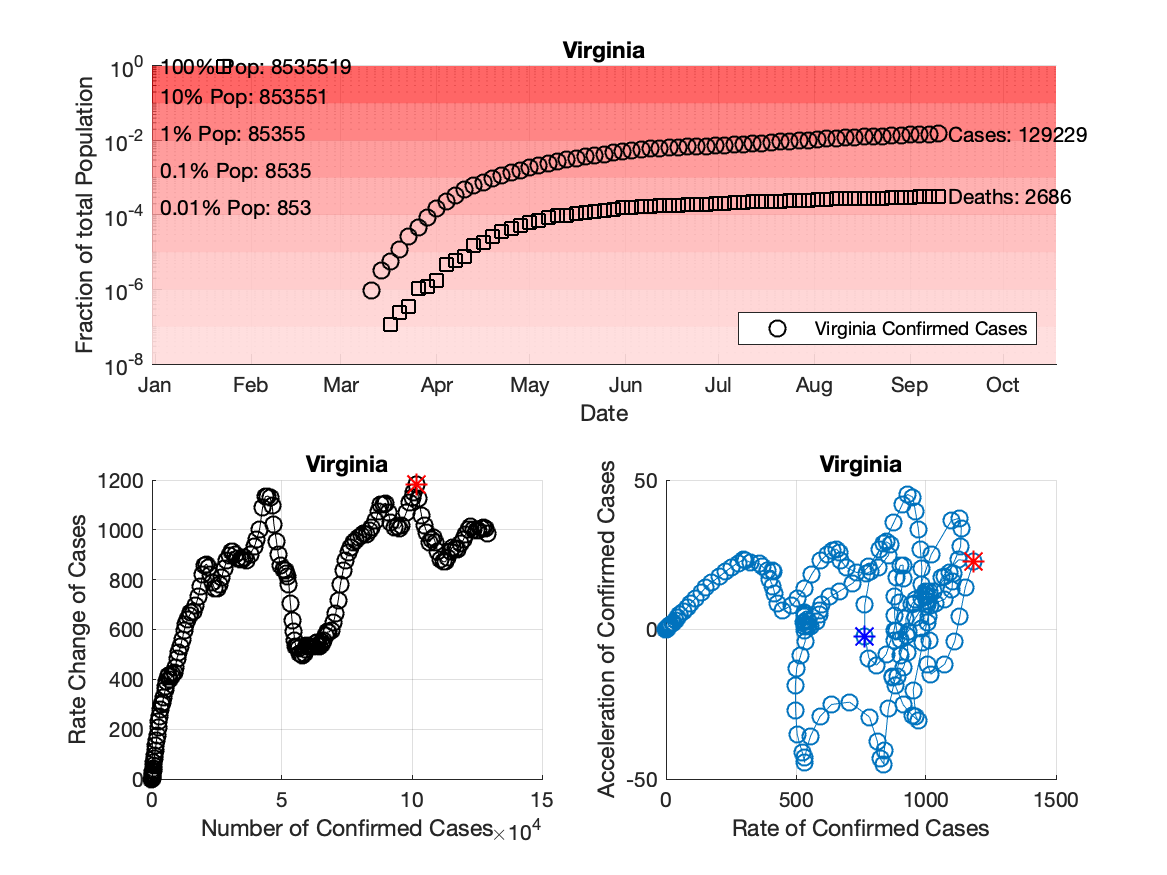 Virginia
10^0
10^-2
10^-4
10^-6
10^-8
Fraction of total Population
100% Pop: 8535519
10% Pop: 853551
1% Pop: 85355
0.1% Pop: 8535
0.01% Pop: 853
Cases: 129229
Deaths: 2686
Virginia Confirmed Cases
Jan Feb Mar Apr May Jun Jul Aug Sep Oct
Date
Virginia
1200
1000
800
600
400
200
0
Rate Change of Cases
0 5 10 15
Number of Confirmed Cases ×10^4
Virginia
50
0
-50
Acceleration of Confirmed Cases
0 500 1000 1500
Rate of Confirmed Cases